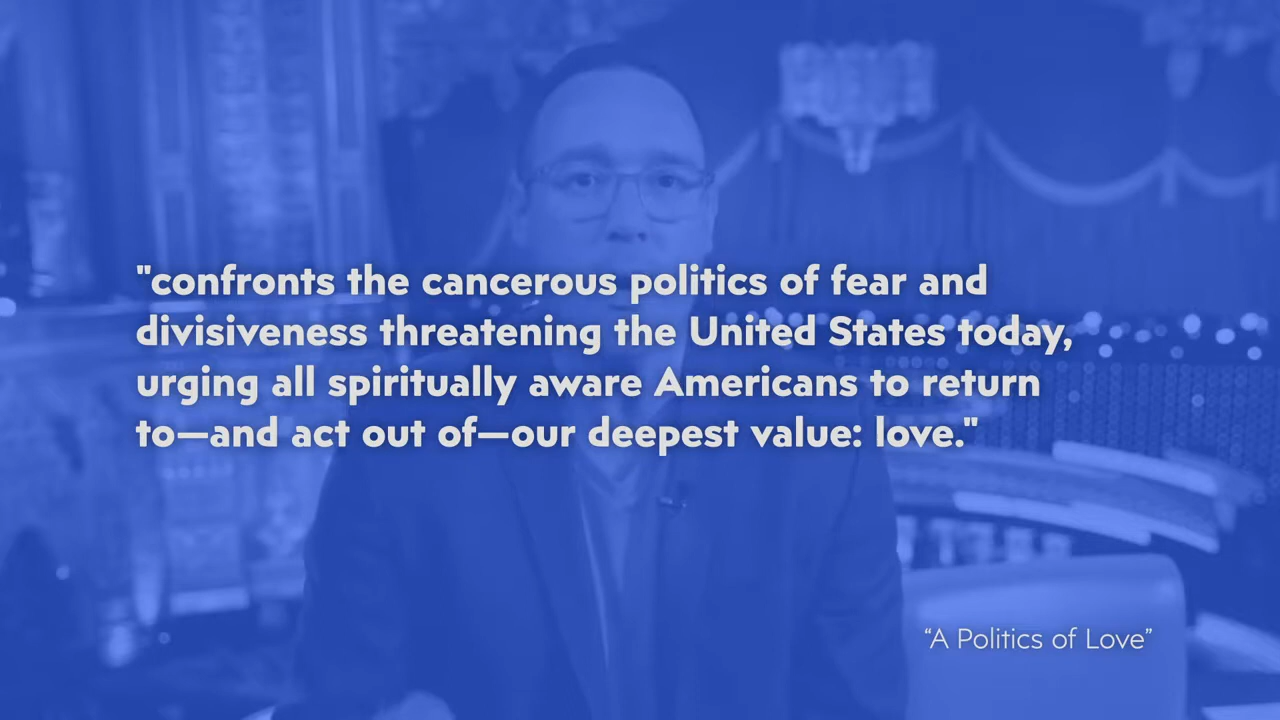 "confronts the cancerous politics of fear and
divisiveness threatening the United States today,
urging all spiritually aware Americans to return
to—and act out of—our deepest value: love."
“A Politics of Love”